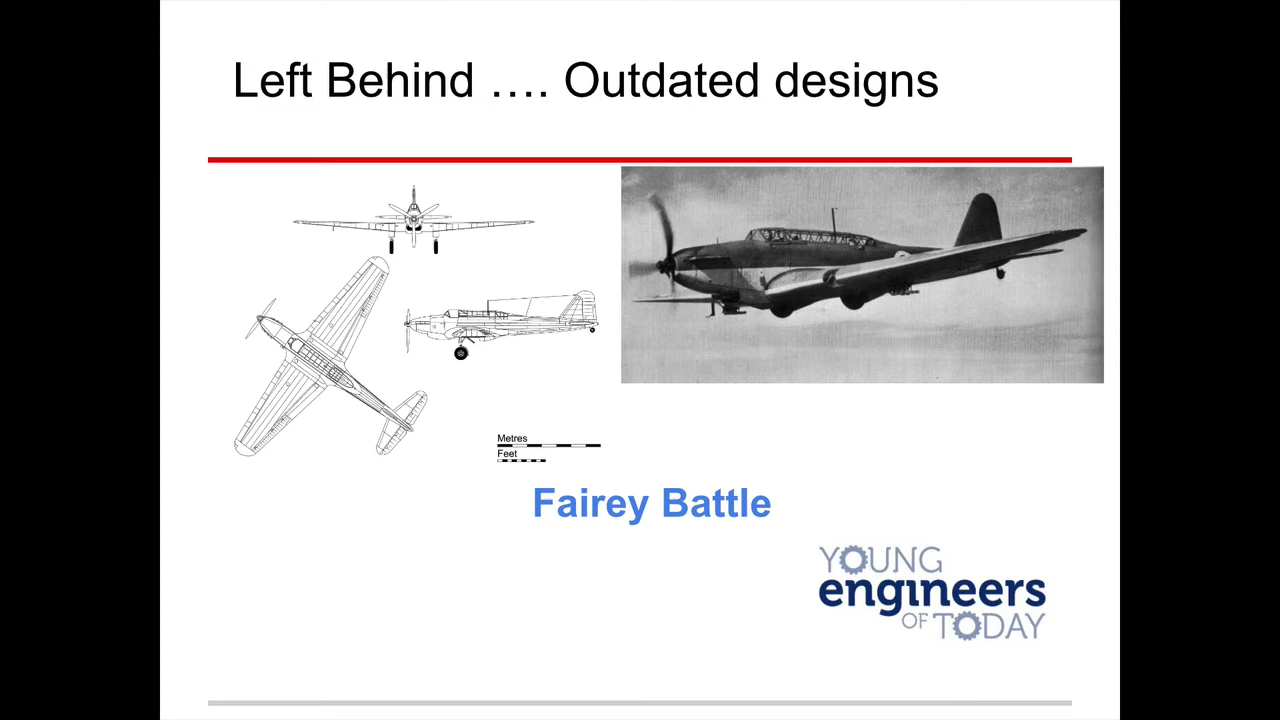 Left Behind .... Outdated designs
Metres
Feet
Fairey Battle
YOUNG
engineers
OF TODAY